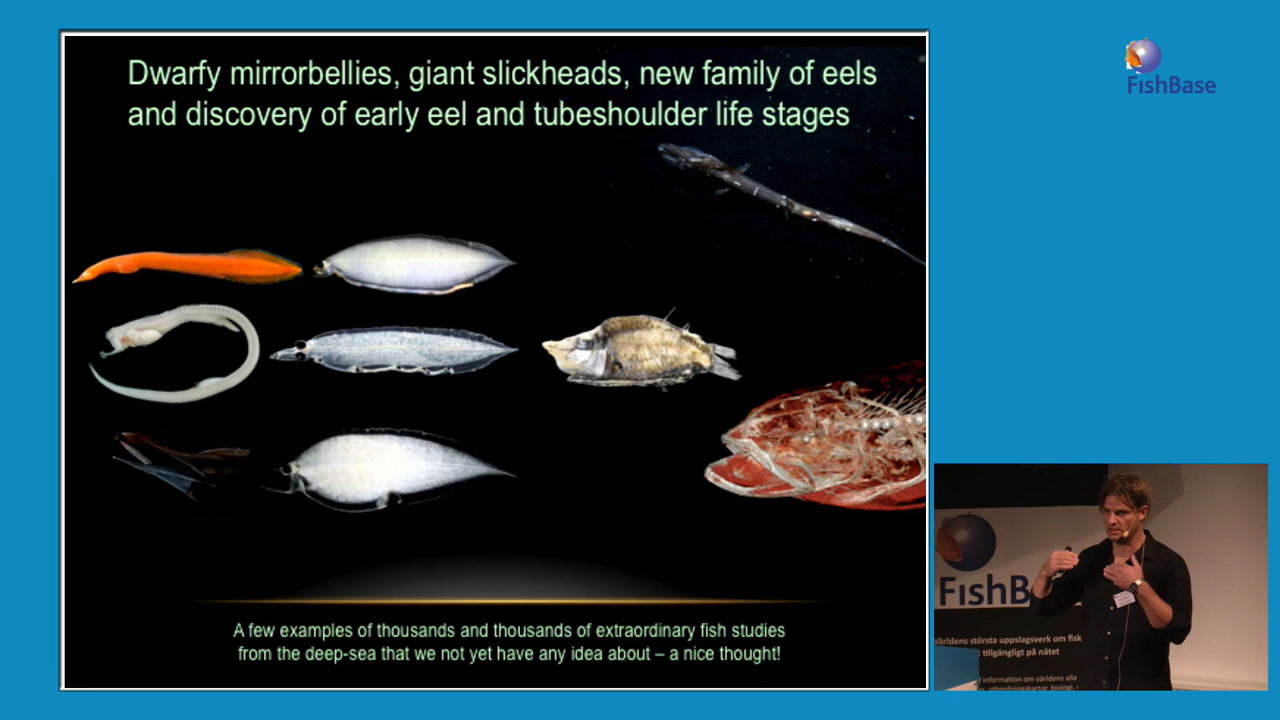 Dwarfy mirrorbellies, giant slickheads, new family of eels
and discovery of early eel and tubeshoulder life stages
FishBase
A few examples of thousands and thousands of extraordinary fish studies
from the deep-sea that we not yet have any idea about – a nice thought!
FishB
Världens största uppslagsverk om fisk
tillgängligt på nätet
information om världens alla
utbredningskartor, biologi,